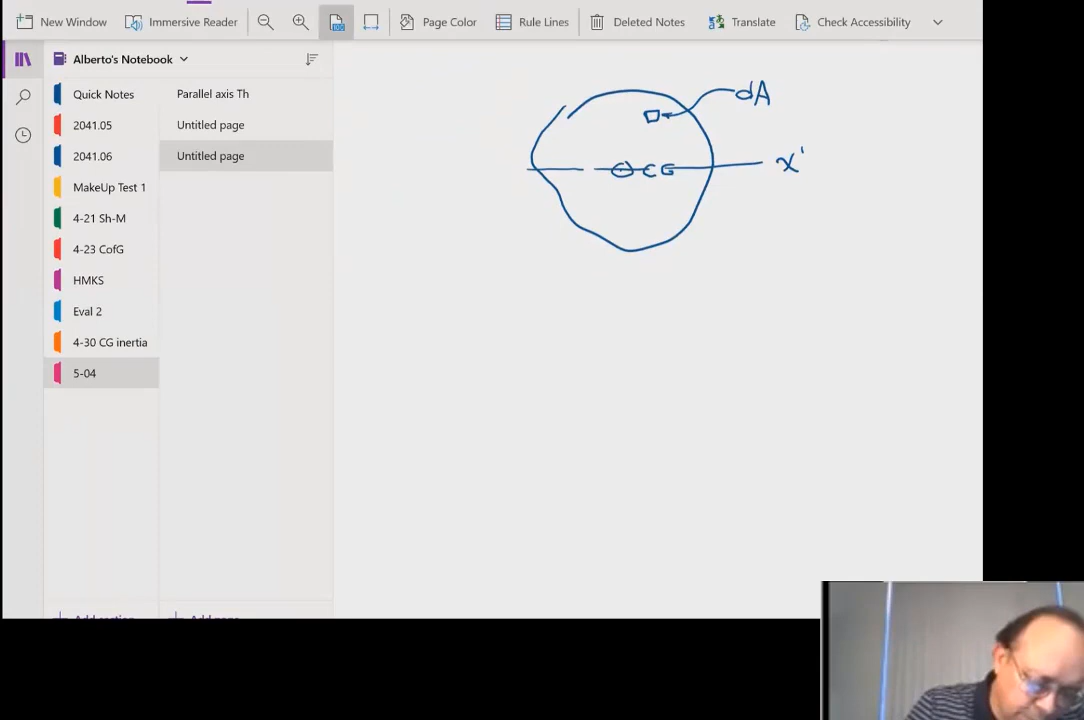 New Window
Immersive Reader
Page Color
Rule Lines
Deleted Notes
Translate
Check Accessibility
Alberto's Notebook
Quick Notes
2041.05
2041.06
MakeUp Test 1
4-21 Sh-M
4-23 CofG
HMKS
Eval 2
4-30 CG inertia
5-04
Parallel axis Th
Untitled page
Untitled page
dA
CG
x'